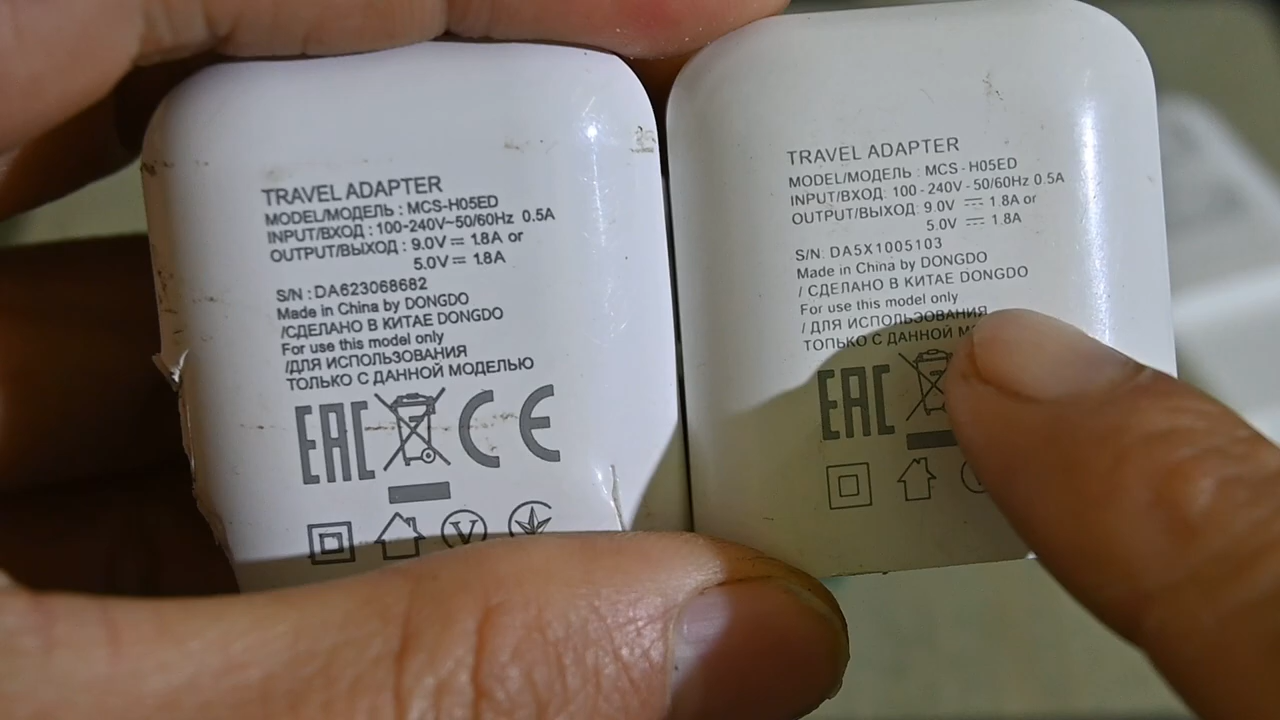 TRAVEL ADAPTER
MODEL/МОДЕЛЬ : MCS-H05ED
INPUT/ВХОД : 100-240V~50/60Hz 0.5A
OUTPUT/ВЫХОД : 9.0V ⎓ 1.8A or
5.0V ⎓ 1.8A
S/N : DA623068682
Made in China by DONGDO
/СДЕЛАНО В КИТАЕ DONGDO
For use this model only
/ДЛЯ ИСПОЛЬЗОВАНИЯ
ТОЛЬКО С ДАННОЙ МОДЕЛЬЮ
EAC CE
V
TRAVEL ADAPTER
MODEL/МОДЕЛЬ : MCS - H05ED
INPUT/ВХОД: 100 - 240V - 50/60Hz 0.5A
OUTPUT/ВЫХОД: 9.0V ⎓ 1.8A or
5.0V ⎓ 1.8A
S/N: DA5X1005103
Made in China by DONGDO
/ СДЕЛАНО В КИТАЕ DONGDO
For use this model only
/ ДЛЯ ИСПОЛЬЗОВАНИЯ
ТОЛЬКО С ДАННОЙ
EAC